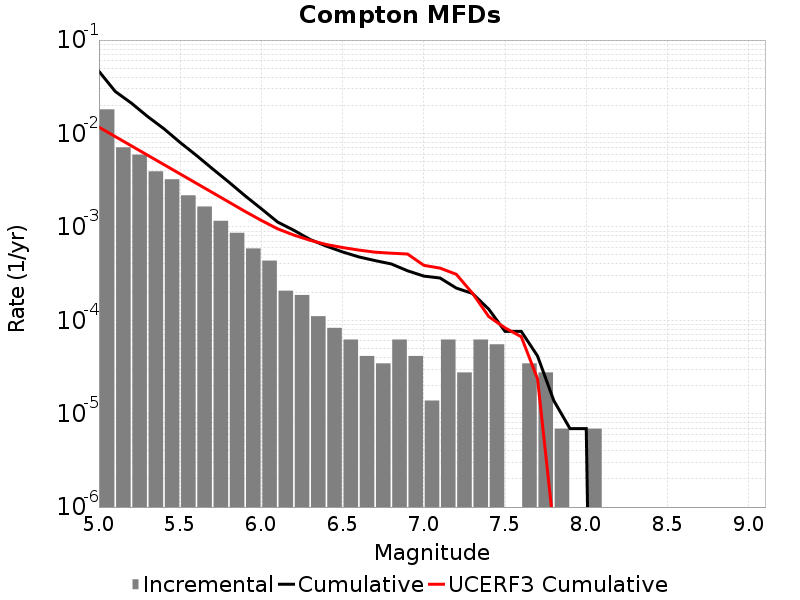 Compton MFDs
10-1
10-2
10-3
10-4
10-5
10-6
Rate (1/yr)
5.0 5.5 6.0 6.5 7.0 7.5 8.0 8.5 9.0
Magnitude
Incremental Cumulative UCERF3 Cumulative